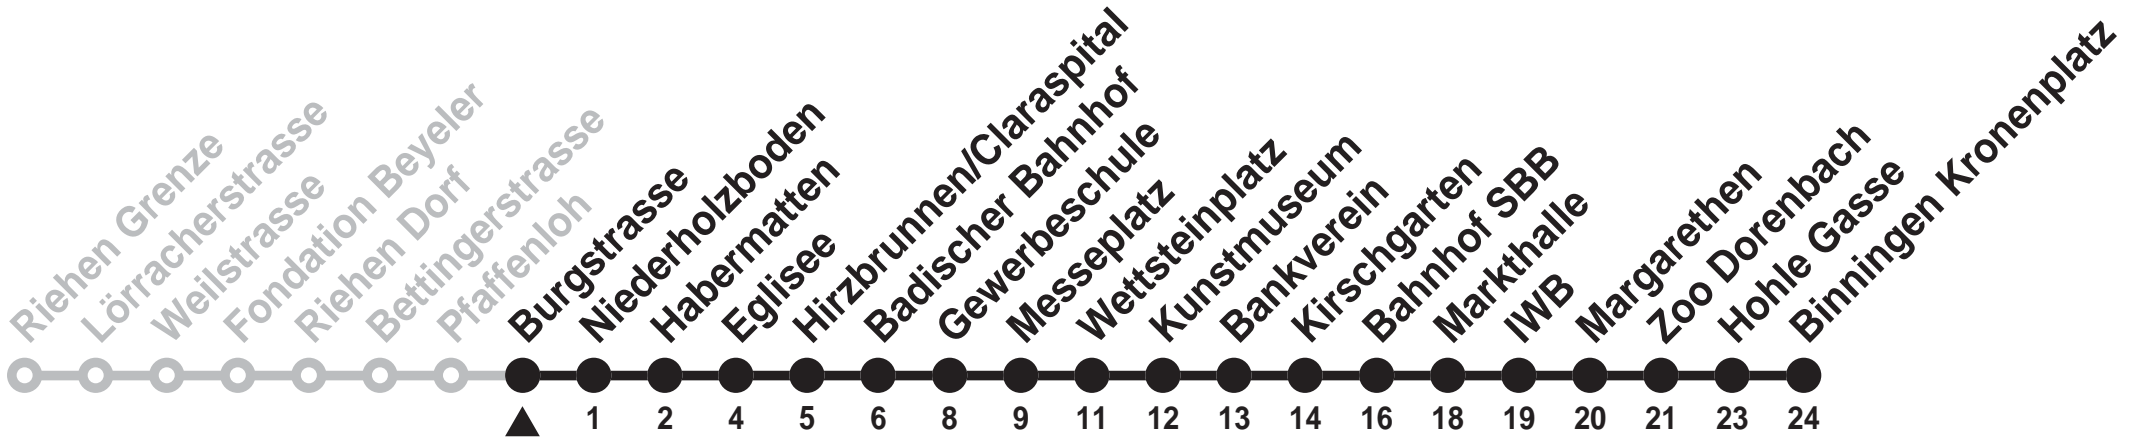 Riehen Grenze
Lörracherstrasse
Weilstrasse
Fondation Beyeler
Riehen Dorf
Bettingerstrasse
Pfaffenloh
Burgstrasse
Niederholzboden
Habermatten
Eglisee
Hirzbrunnen/Claraspital
Badischer Bahnhof
Gewerbeschule
Messeplatz
Wettsteinplatz
Kunstmuseum
Bankverein
Kirschgarten
Bahnhof SBB
Markthalle
IWB
Margarethen
Zoo Dorenbach
Hohle Gasse
Binningen Kronenplatz
1 2 4 5 6 8 9 11 12 13 14 16 18 19 20 21 23 24